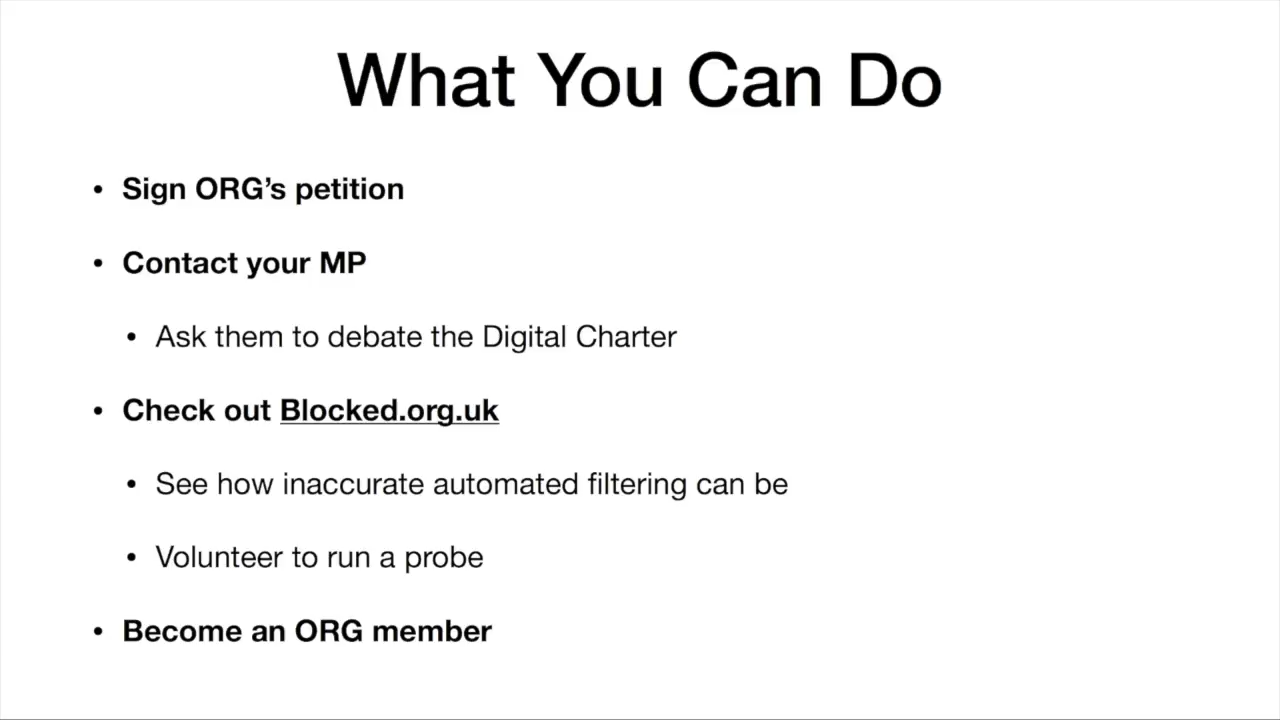 What You Can Do
• Sign ORG’s petition
• Contact your MP
• Ask them to debate the Digital Charter
• Check out Blocked.org.uk
• See how inaccurate automated filtering can be
• Volunteer to run a probe
• Become an ORG member